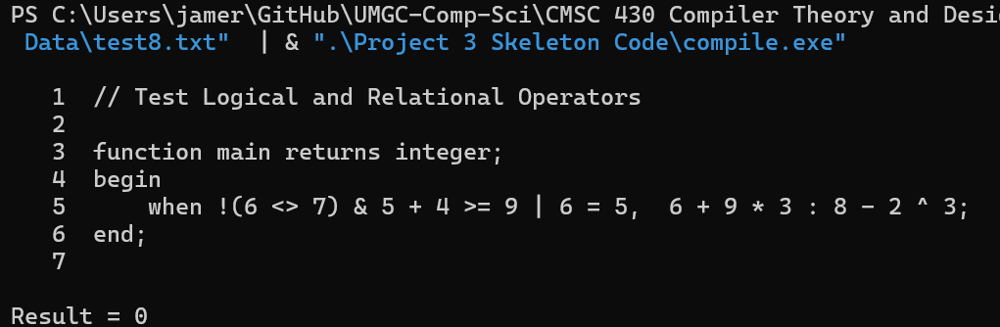 PS C:\Users\jamer\GitHub\UMGC-Comp-Sci\CMSC 430 Compiler Theory and Desi
Data\test8.txt"  | & ".\Project 3 Skeleton Code\compile.exe"
1  // Test Logical and Relational Operators
2
3  function main returns integer;
4  begin
5      when !(6 <> 7) & 5 + 4 >= 9 | 6 = 5,  6 + 9 * 3 : 8 - 2 ^ 3;
6  end;
7
Result = 0